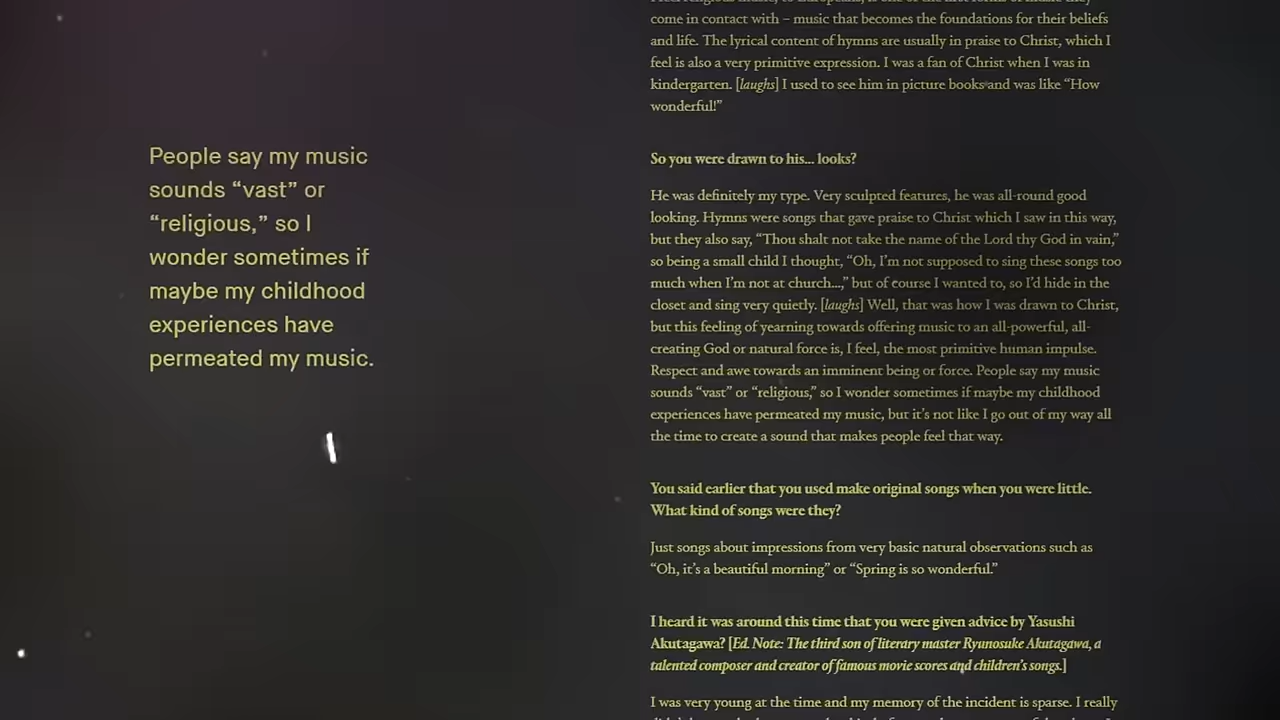 People say my music
sounds “vast” or
“religious,” so I
wonder sometimes if
maybe my childhood
experiences have
permeated my music.
come in contact with – music that becomes the foundations for their beliefs
and life. The lyrical content of hymns are usually in praise to Christ, which I
feel is also a very primitive expression. I was a fan of Christ when I was in
kindergarten. [laughs] I used to see him in picture books and was like “How
wonderful!”
So you were drawn to his... looks?
He was definitely my type. Very sculpted features, he was all-round good
looking. Hymns were songs that gave praise to Christ which I saw in this way,
but they also say, “Thou shalt not take the name of the Lord thy God in vain,”
so being a small child I thought, “Oh, I’m not supposed to sing these songs too
much when I’m not at church...,” but of course I wanted to, so I’d hide in the
closet and sing very quietly. [laughs] Well, that was how I was drawn to Christ,
but this feeling of yearning towards offering music to an all-powerful, all-
creating God or natural force is, I feel, the most primitive human impulse.
Respect and awe towards an imminent being or force. People say my music
sounds “vast” or “religious,” so I wonder sometimes if maybe my childhood
experiences have permeated my music, but it’s not like I go out of my way all
the time to create a sound that makes people feel that way.
You said earlier that you used make original songs when you were little.
What kind of songs were they?
Just songs about impressions from very basic natural observations such as
“Oh, it’s a beautiful morning” or “Spring is so wonderful.”
I heard it was around this time that you were given advice by Yasushi
Akutagawa? [Ed. Note: The third son of literary master Ryunosuke Akutagawa, a
talented composer and creator of famous movie scores and children’s songs.]
I was very young at the time and my memory of the incident is sparse. I really